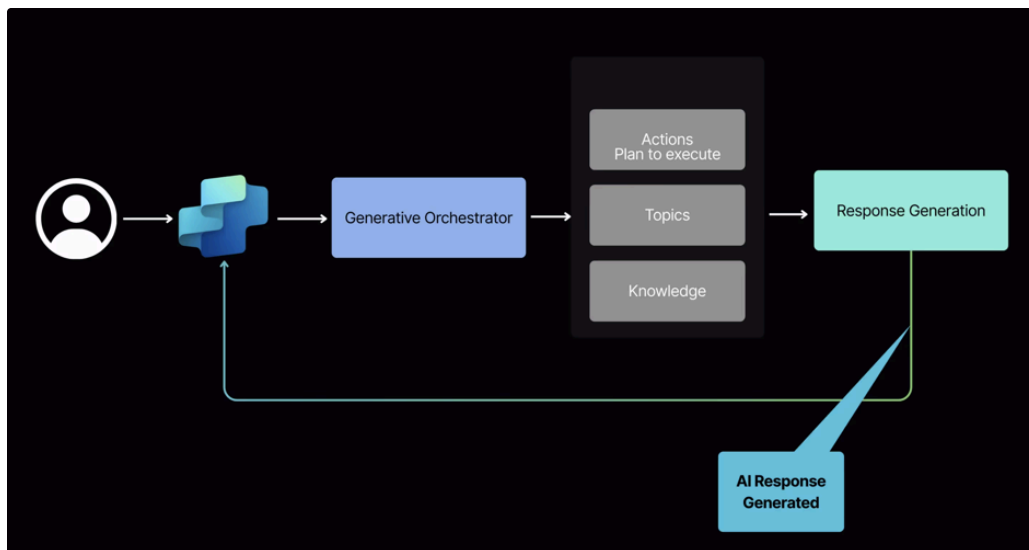 Generative Orchestrator
Actions
Plan to execute
Topics
Knowledge
Response Generation
AI Response
Generated